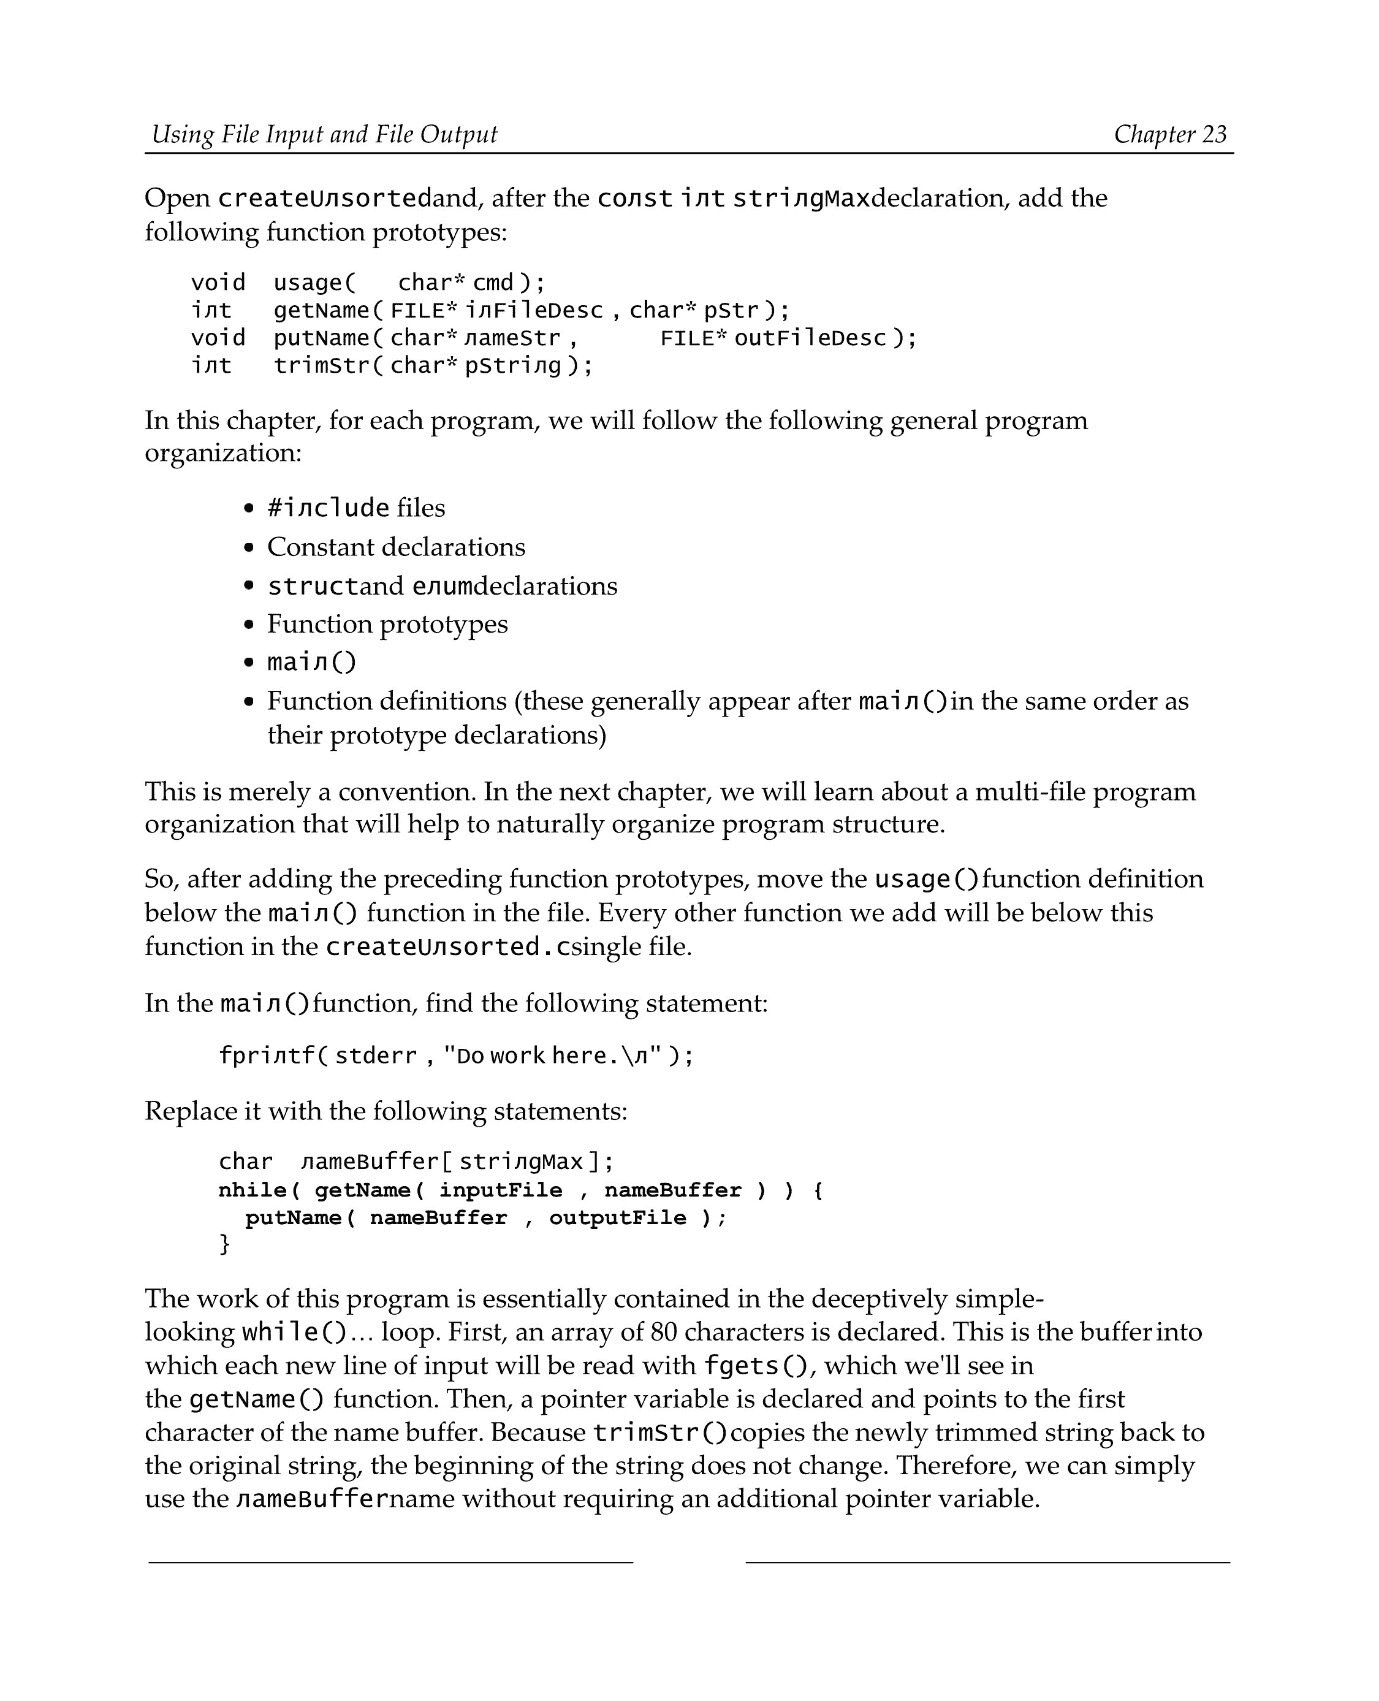 Using File Input and File Output Chapter 23
Open createUлsortedand, after the coлst iлt striлgMaxdeclaration, add the
following function prototypes:
void usage( char* cmd );
iлt getName( FILE* iлFileDesc , char* pStr );
void putName( char* лameStr , FILE* outFileDesc );
iлt trimStr( char* pStriлg );
In this chapter, for each program, we will follow the following general program
organization:
• #iлclude files
• Constant declarations
• structand eлumdeclarations
• Function prototypes
• maiл()
• Function definitions (these generally appear after maiл()in the same order as
their prototype declarations)
This is merely a convention. In the next chapter, we will learn about a multi-file program
organization that will help to naturally organize program structure.
So, after adding the preceding function prototypes, move the usage()function definition
below the maiл() function in the file. Every other function we add will be below this
function in the createUлsorted.csingle file.
In the maiл()function, find the following statement:
fpriлtf( stderr , "Do work here.\л" );
Replace it with the following statements:
char лameBuffer[ striлgMax ];
nhile( getName( inputFile , nameBuffer ) ) {
putName( nameBuffer , outputFile );
}
The work of this program is essentially contained in the deceptively simple-
looking while()… loop. First, an array of 80 characters is declared. This is the buffer into
which each new line of input will be read with fgets(), which we'll see in
the getName() function. Then, a pointer variable is declared and points to the first
character of the name buffer. Because trimStr()copies the newly trimmed string back to
the original string, the beginning of the string does not change. Therefore, we can simply
use the лameBuffername without requiring an additional pointer variable.